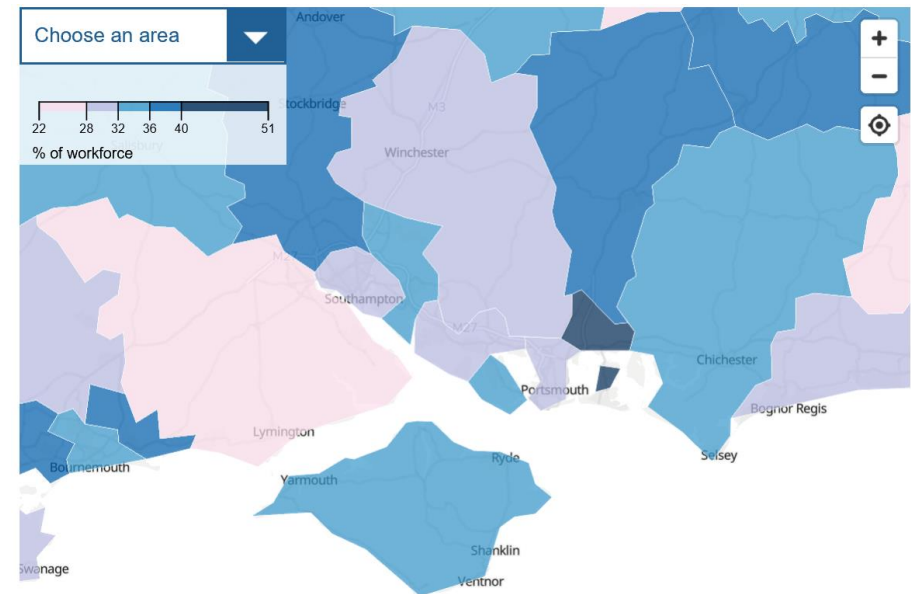 Andover
Choose an area
+
−
Stockbridge
M3
22 28 32 36 40 51
Salisbury
% of workforce
Winchester
M27
Southampton
M27
Chichester
Portsmouth
Bognor Regis
Lymington
Selsey
Ryde
Bournemouth
Yarmouth
Shanklin
Swanage
Ventnor